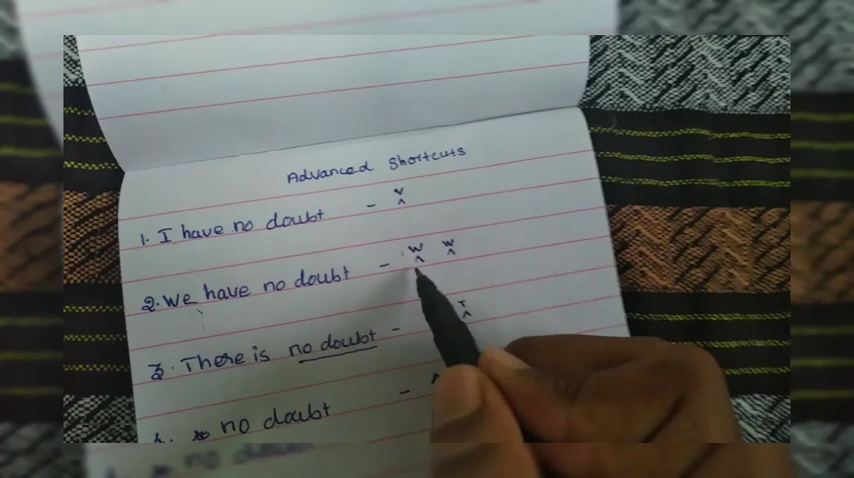 Advanced Shortcuts
1. I have no doubt - V ^
2. We have no doubt - W ^ W ^
3. There is no doubt - T ^
no doubt - ^